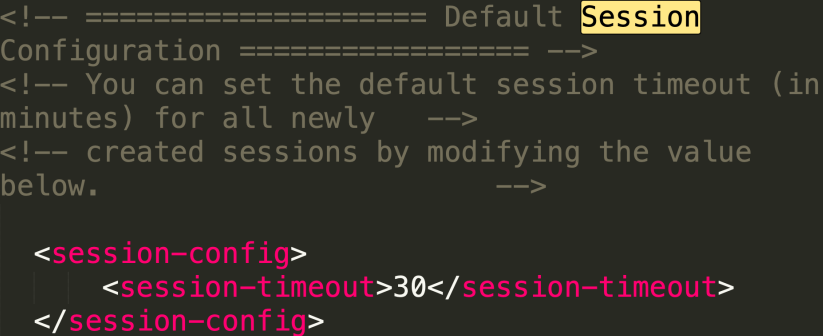 <!-- ==================== Default Session
Configuration ================= -->
<!-- You can set the default session timeout (in
minutes) for all newly   -->
<!-- created sessions by modifying the value
below.                       -->
<session-config>
<session-timeout>30</session-timeout>
</session-config>